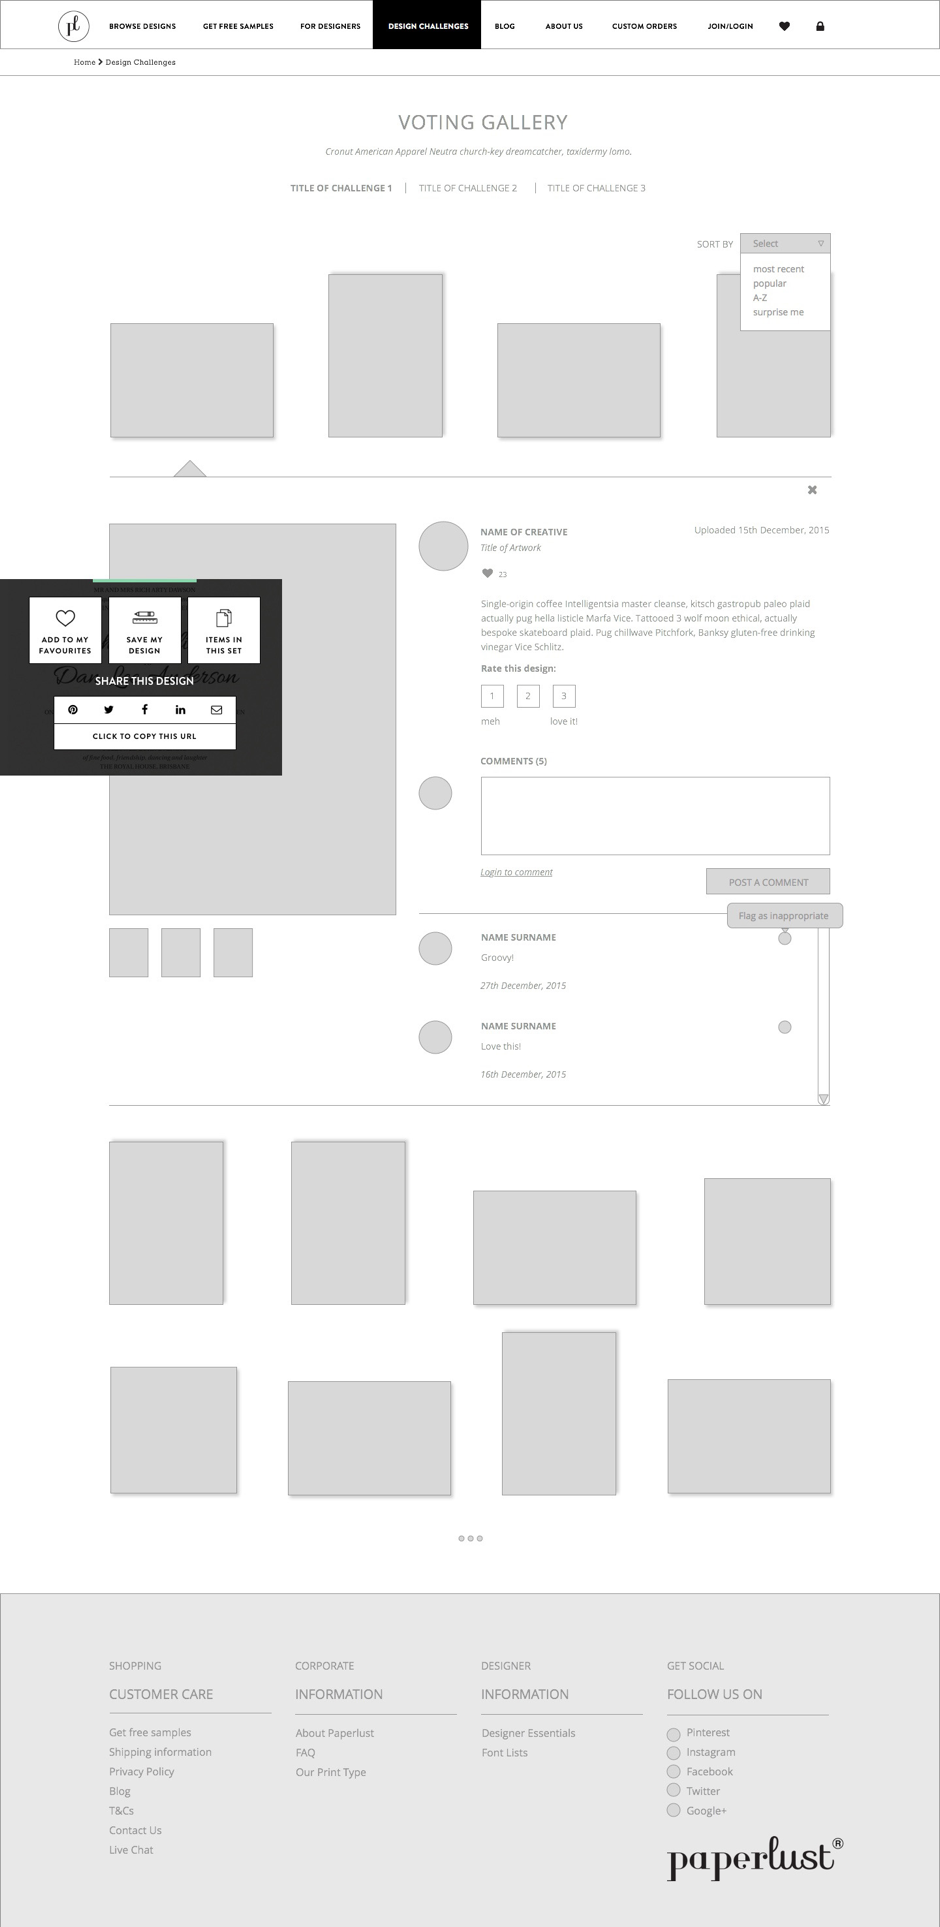 pl
BROWSE DESIGNS
GET FREE SAMPLES
FOR DESIGNERS
DESIGN CHALLENGES
BLOG
ABOUT US
CUSTOM ORDERS
JOIN/LOGIN
Home
Design Challenges
VOTING GALLERY
Cronut American Apparel Neutra church-key dreamcatcher, taxidermy lomo.
TITLE OF CHALLENGE 1
TITLE OF CHALLENGE 2
TITLE OF CHALLENGE 3
SORT BY
Select
most recent
popular
A-Z
surprise me
NAME OF CREATIVE
Uploaded 15th December, 2015
Title of Artwork
23
Single-origin coffee Intelligentsia master cleanse, kitsch gastropub paleo plaid
actually pug hella listicle Marfa Vice. Tattooed 3 wolf moon ethical, actually
bespoke skateboard plaid. Pug chillwave Pitchfork, Banksy gluten-free drinking
vinegar Vice Schlitz.
Rate this design:
1
2
3
meh
love it!
ADD TO MY
FAVOURITES
SAVE MY
DESIGN
ITEMS IN
THIS SET
SHARE THIS DESIGN
CLICK TO COPY THIS URL
THE ROYAL HOUSE, BRISBANE
COMMENTS (5)
Login to comment
POST A COMMENT
Flag as inappropriate
NAME SURNAME
Groovy!
27th December, 2015
NAME SURNAME
Love this!
16th December, 2015
SHOPPING
CUSTOMER CARE
Get free samples
Shipping information
Privacy Policy
Blog
T&Cs
Contact Us
Live Chat
CORPORATE
INFORMATION
About Paperlust
FAQ
Our Print Type
DESIGNER
INFORMATION
Designer Essentials
Font Lists
GET SOCIAL
FOLLOW US ON
Pinterest
Instagram
Facebook
Twitter
Google+
paperlust®